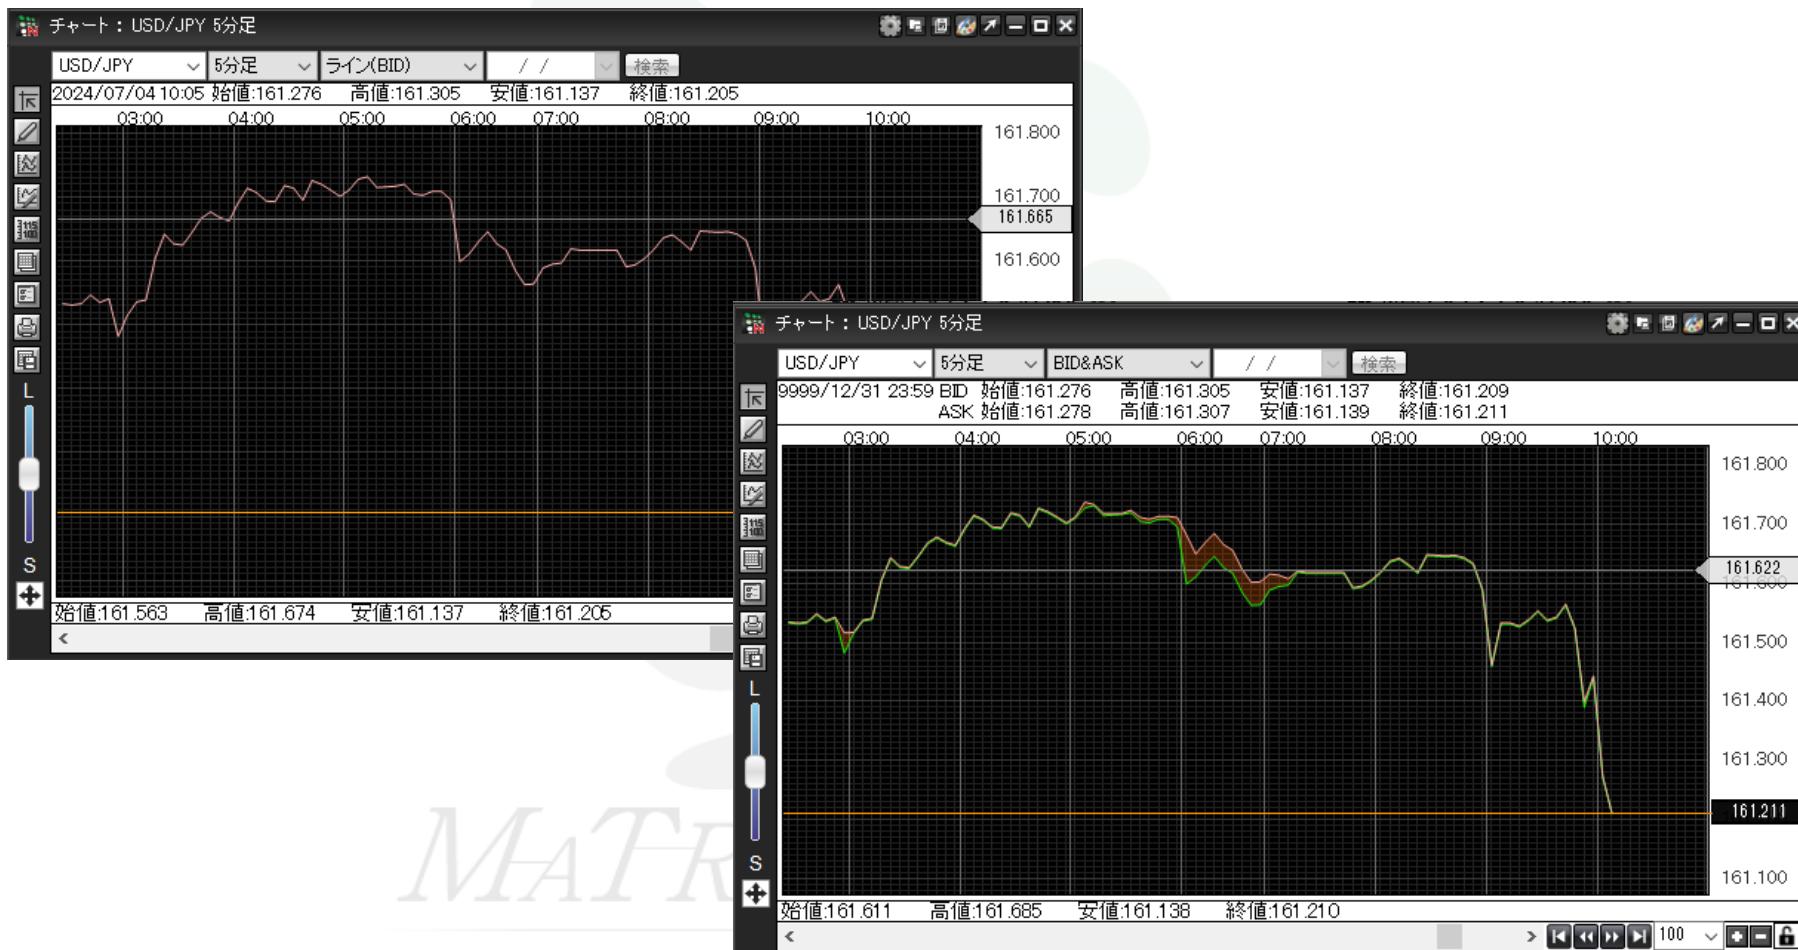 チャート : USD/JPY 5分足
USD/JPY 5分足 ライン(BID) / / 検索
2024/07/04 10:05 始値:161.276 高値:161.305 安値:161.137 終値:161.205
03:00 04:00 05:00 06:00 07:00 08:00 09:00 10:00
161.800
161.700
161.665
161.600
L
S
始値:161.563 高値:161.674 安値:161.137 終値:161.205
チャート : USD/JPY 5分足
USD/JPY 5分足 BID&ASK / / 検索
9999/12/31 23:59 BID 始値:161.276 高値:161.305 安値:161.137 終値:161.209
ASK 始値:161.278 高値:161.307 安値:161.139 終値:161.211
03:00 04:00 05:00 06:00 07:00 08:00 09:00 10:00
161.800
161.700
161.622
161.600
161.500
161.400
161.300
161.211
161.100
L
S
始値:161.611 高値:161.685 安値:161.138 終値:161.210
100
MATR